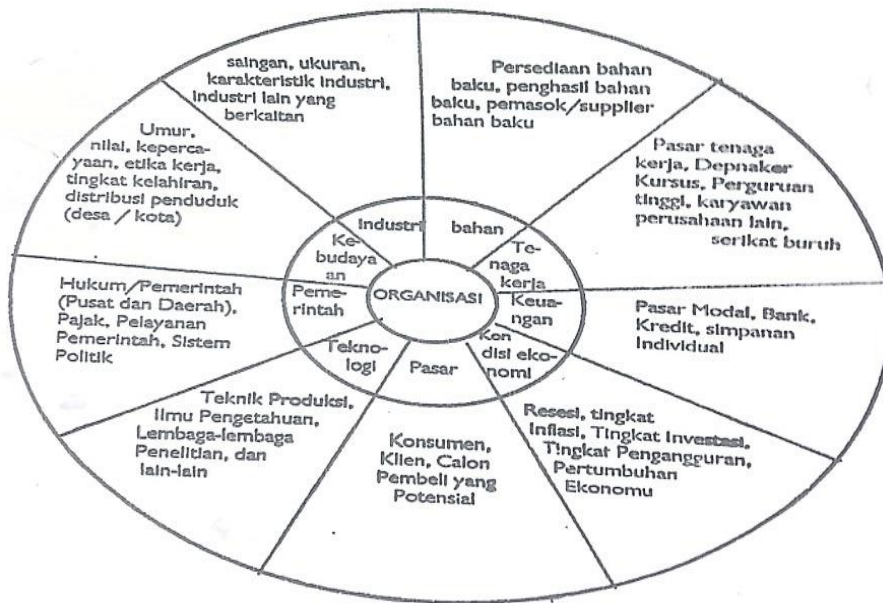 saingan, ukuran,
karakteristik industri,
industri lain yang
berkaitan
Persediaan bahan
baku, penghasil bahan
baku, pemasok/supplier
bahan baku
Pasar tenaga
kerja, Depnaker
Kursus, Perguruan
tinggi, karyawan
perusahaan lain,
serikat buruh
Pasar Modal, Bank,
Kredit, simpanan
Individual
Resesi, tingkat
Inflasi, Tingkat Investasi,
Tingkat Pengangguran,
Pertumbuhan
Ekonomu
Konsumen,
Klien, Calon
Pembeli yang
Potensial
Teknik Produksi,
Ilmu Pengetahuan,
Lembaga-lembaga
Penelitian, dan
lain-lain
Hukum/Pemerintah
(Pusat dan Daerah),
Pajak, Pelayanan
Pemerintah, Sistem
Politik
Umur,
nilai, keperca-
yaan, etika kerja,
tingkat kelahiran,
distribusi penduduk
(desa / kota)
Industri
bahan
Te-
naga
kerja
Keua-
ngan
Kon
disi eko-
nomi
Pasar
Tekno-
logi
Peme-
rintah
Ke-
budaya
an
ORGANISASI